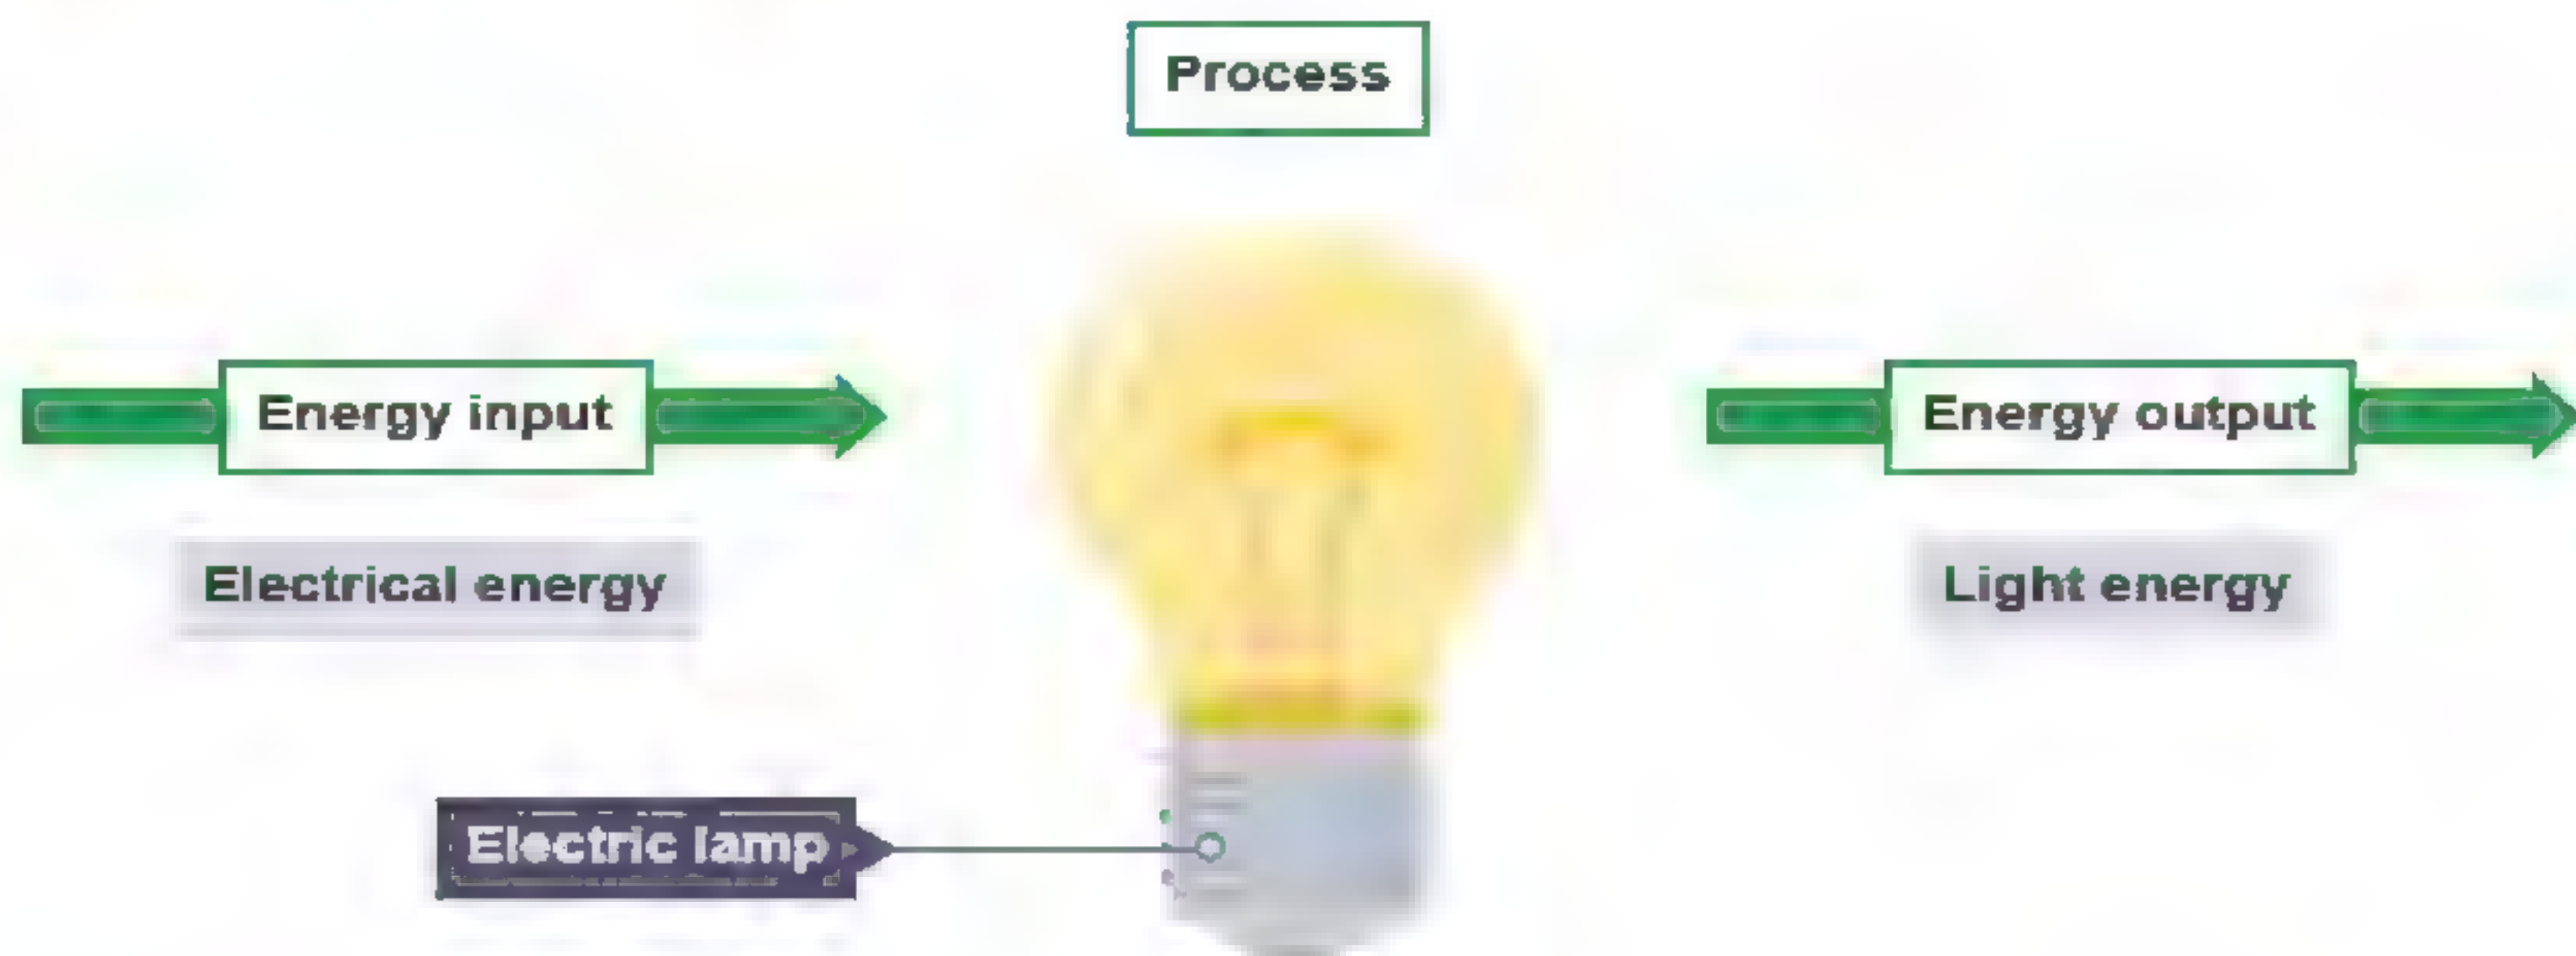 Process
Energy input
Energy output
Electrical energy
Light energy
Electric lamp